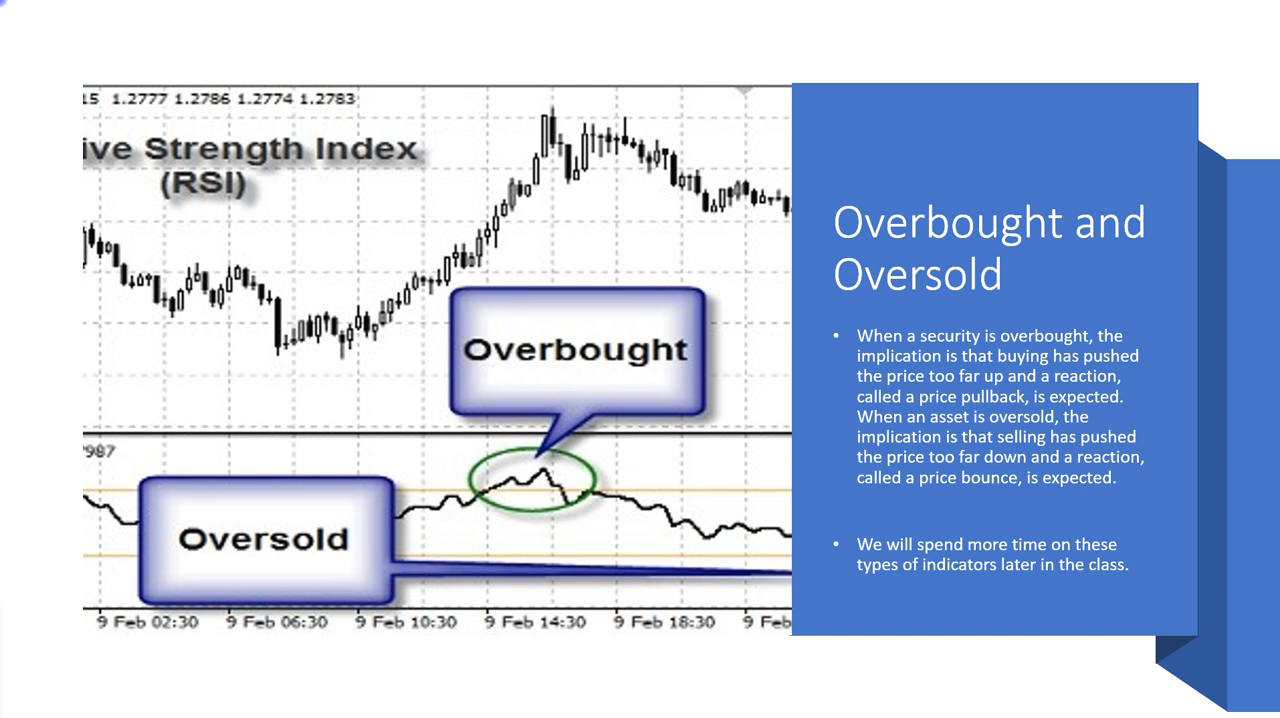 15 1.2777 1.2786 1.2774 1.2783
ive Strength Index
(RSI)
Overbought
987
Oversold
9 Feb 02:30 9 Feb 06:30 9 Feb 10:30 9 Feb 14:30 9 Feb 18:30 9 Feb
Overbought and
Oversold
• When a security is overbought, the
implication is that buying has pushed
the price too far up and a reaction,
called a price pullback, is expected.
When an asset is oversold, the
implication is that selling has pushed
the price too far down and a reaction,
called a price bounce, is expected.
• We will spend more time on these
types of indicators later in the class.